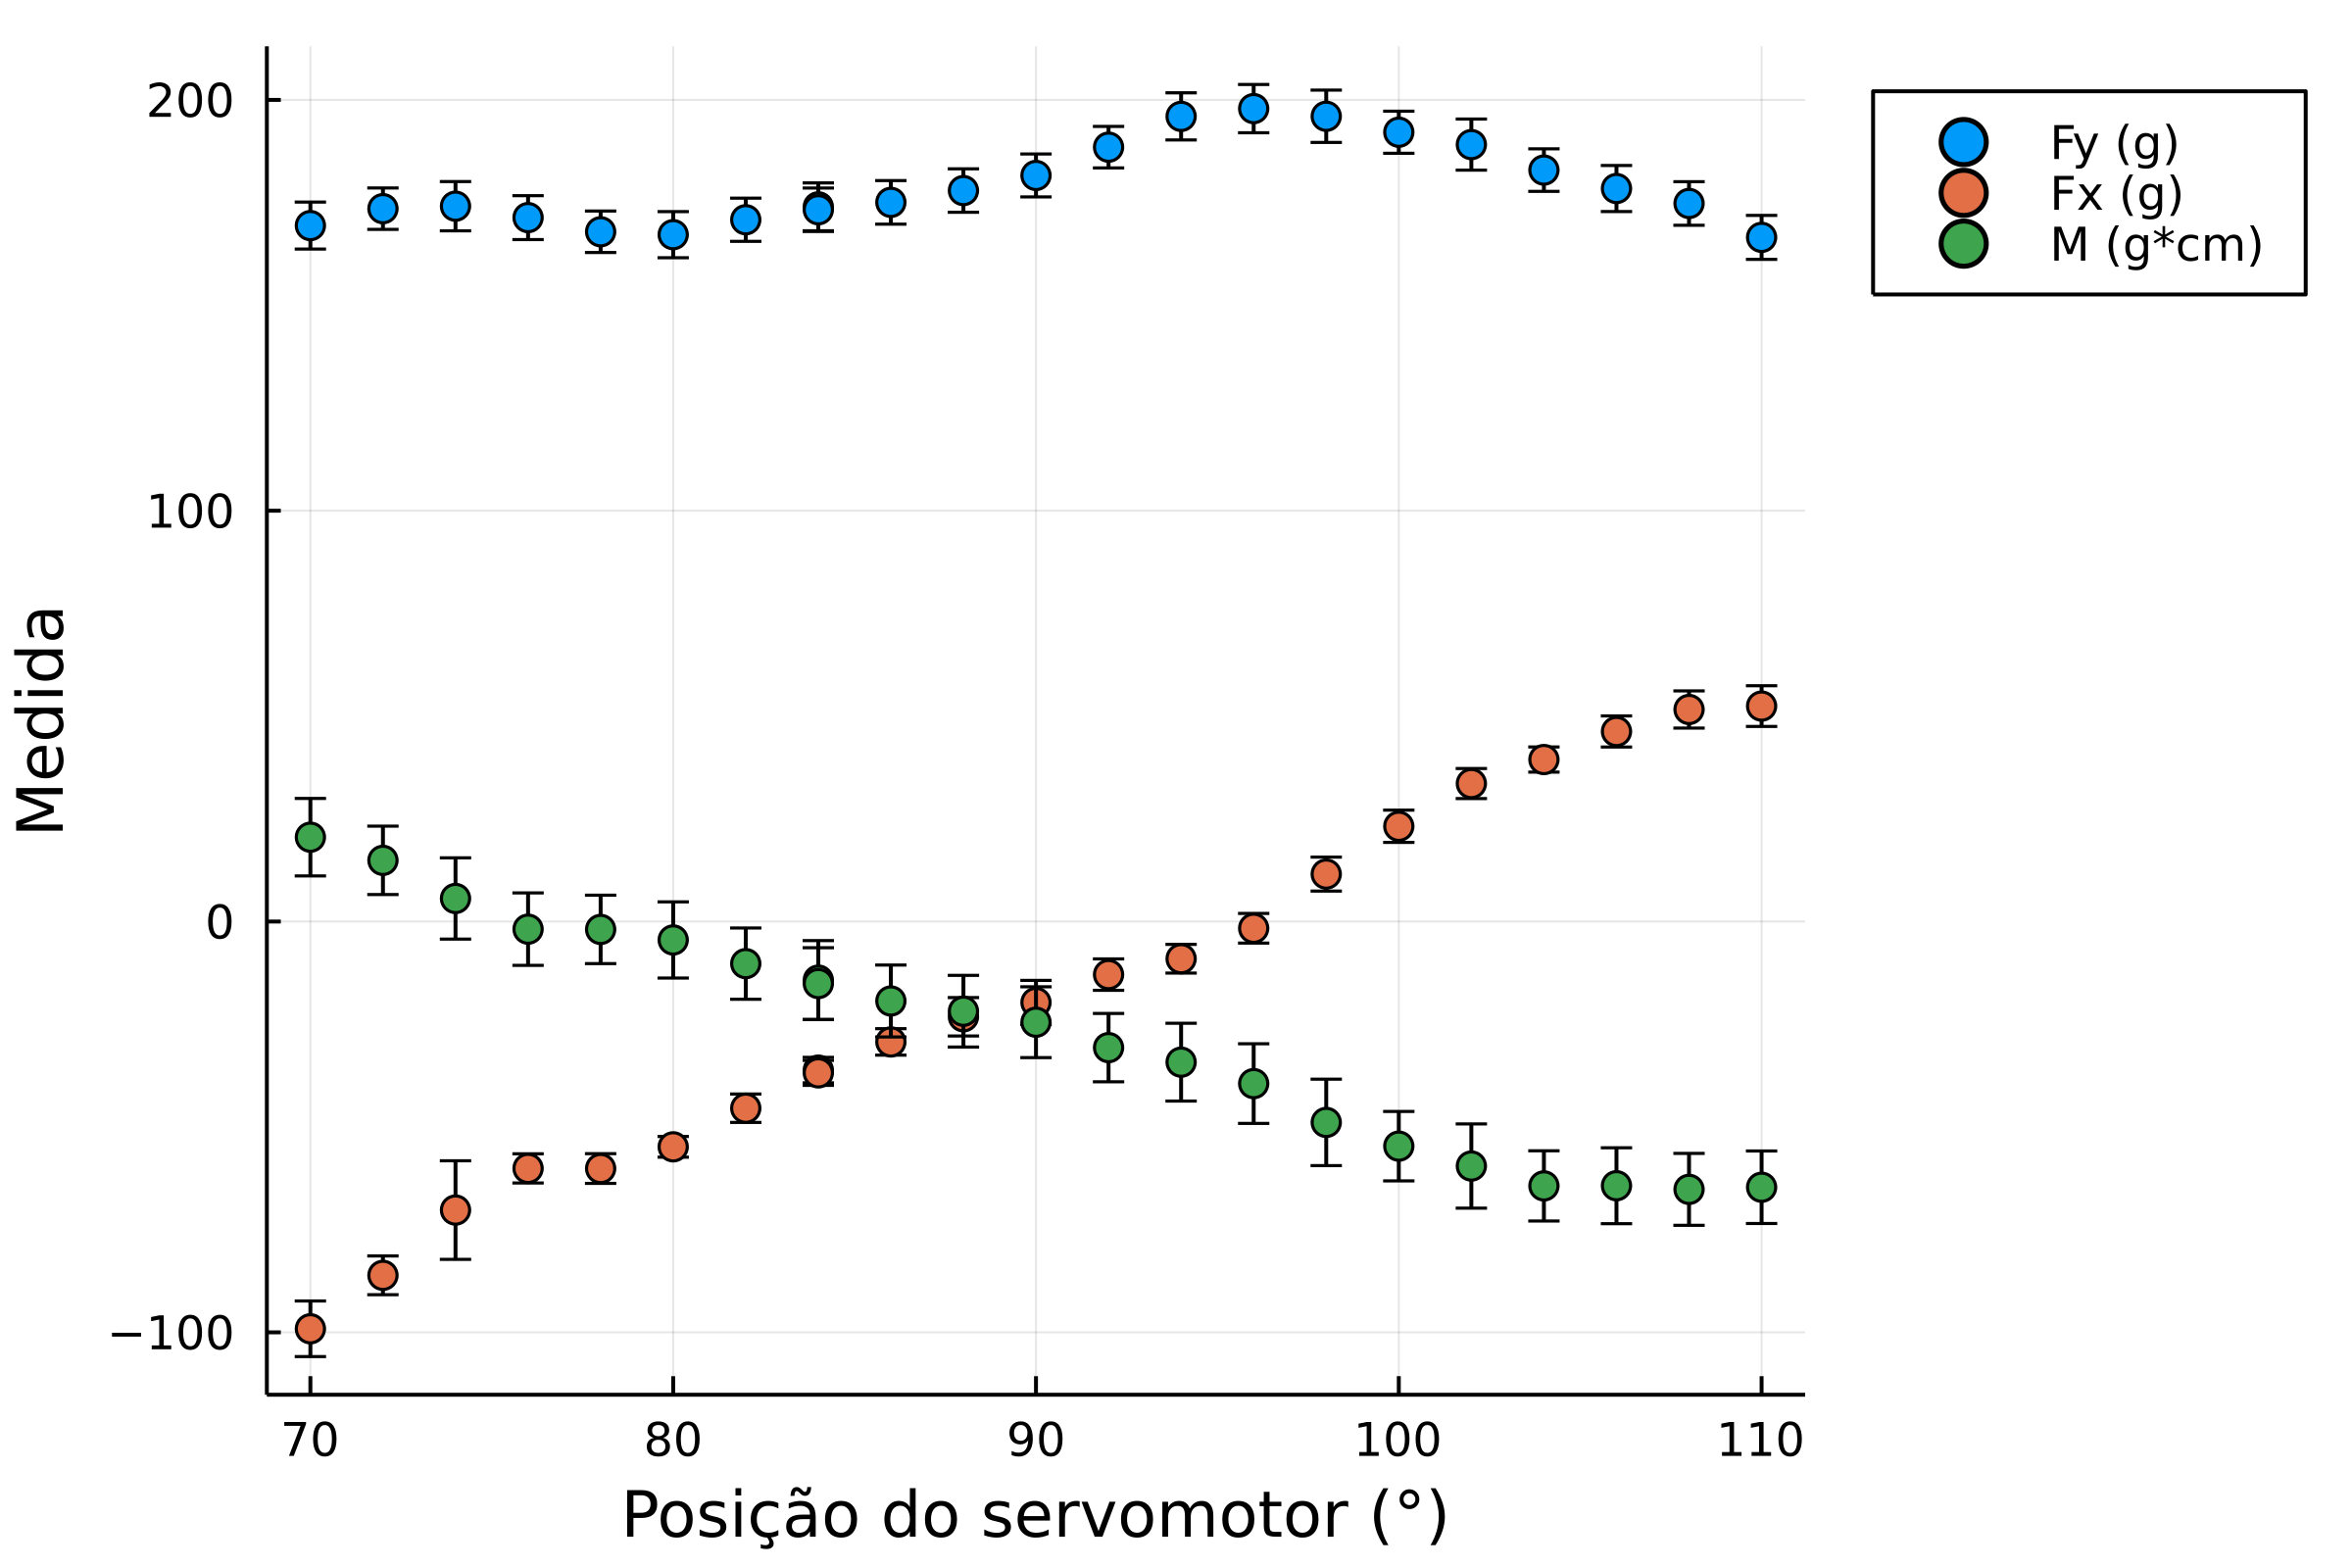 Medida
200
100
0
−100
70 80 90 100 110
Posição do servomotor (°)
Fy (g)
Fx (g)
M (g*cm)